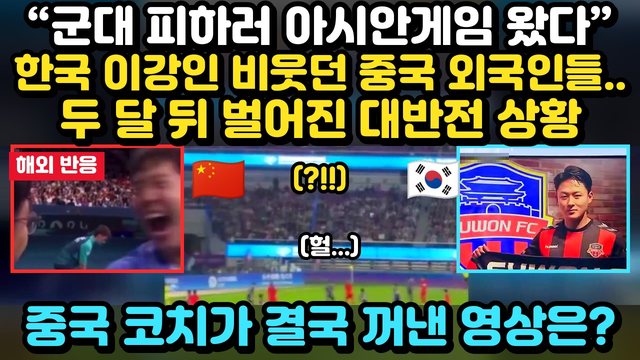 “군대 피하러 아시안게임 왔다”
한국 이강인 비웃던 중국 외국인들..
두 달 뒤 벌어진 대반전 상황
해외 반응
(?!!)
(헐...)
UWON FC
중국 코치가 결국 꺼낸 영상은?